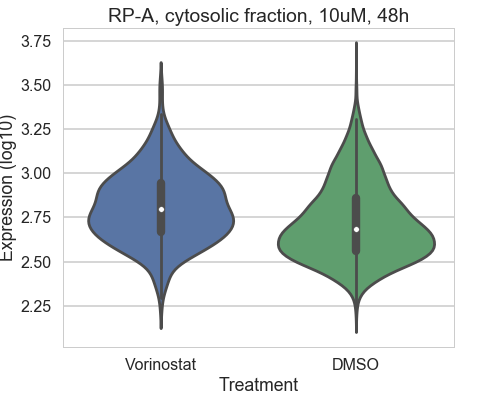 RP-A, cytosolic fraction, 10uM, 48h
Expression (log10)
3.75
3.50
3.25
3.00
2.75
2.50
2.25
Vorinostat
DMSO
Treatment